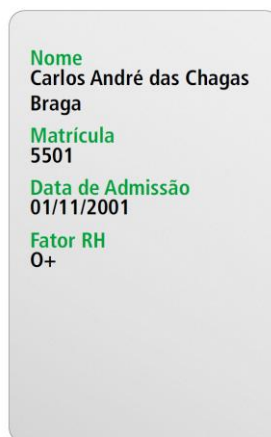 Nome
Carlos André das Chagas
Braga
Matrícula
5501
Data de Admissão
01/11/2001
Fator RH
O+